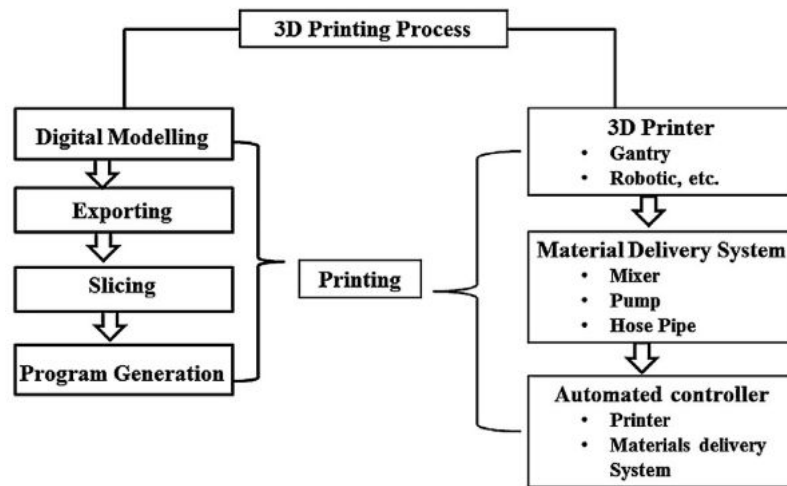 3D Printing Process
Digital Modelling
Exporting
Slicing
Program Generation
Printing
3D Printer
• Gantry
• Robotic, etc.
Material Delivery System
• Mixer
• Pump
• Hose Pipe
Automated controller
• Printer
• Materials delivery
System